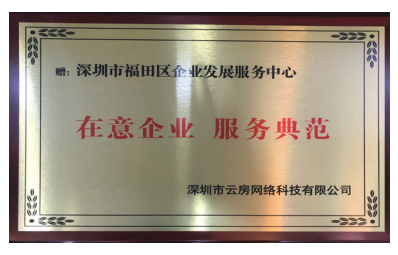 赠：深圳市福田区企业发展服务中心
在意企业 服务典范
深圳市云房网络科技有限公司